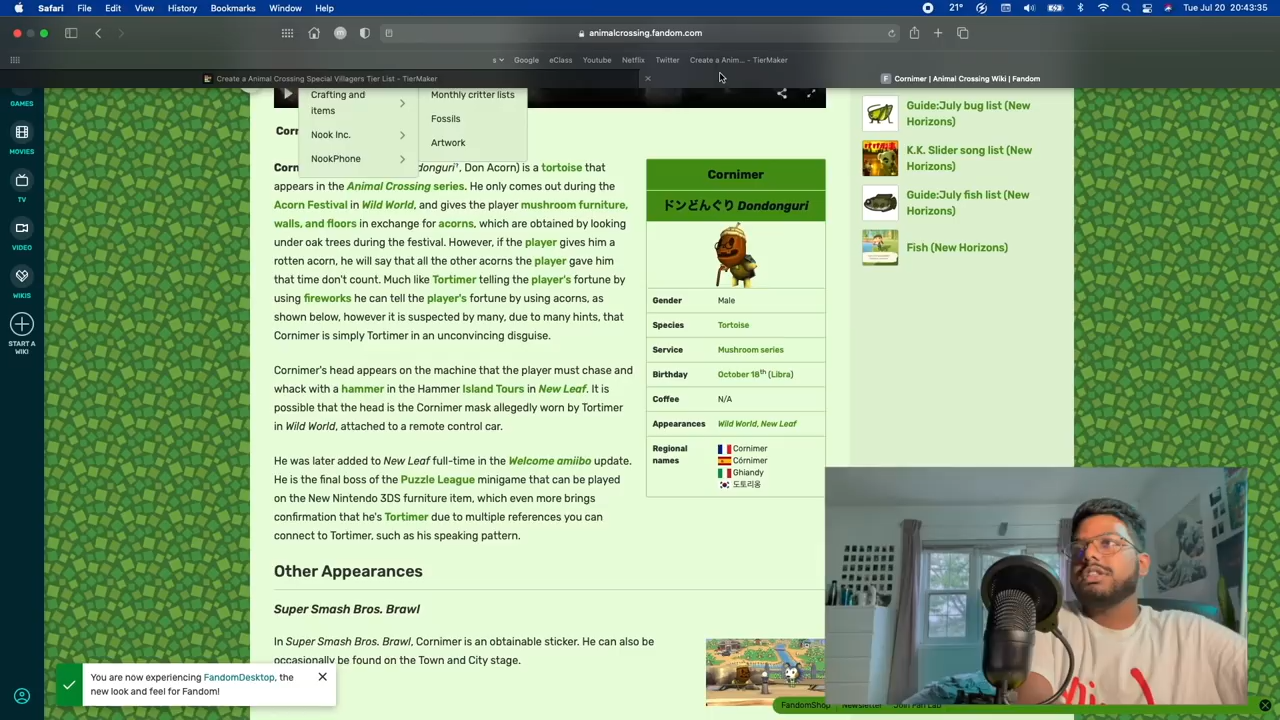 Safari File Edit View History Bookmarks Window Help
21° Tue Jul 20 20:43:35
animalcrossing.fandom.com
s Google eClass Youtube Netflix Twitter Create a Anim... - TierMaker
Create a Animal Crossing Special Villagers Tier List - TierMaker
F Cornimer | Animal Crossing Wiki | Fandom
GAMES
MOVIES
TV
VIDEO
WIKIS
START A
WIKI
Crafting and
items
Nook Inc.
NookPhone
Monthly critter lists
Fossils
Artwork
Corn
Corn donguri?, Don Acorn) is a tortoise that
appears in the Animal Crossing series. He only comes out during the
Acorn Festival in Wild World, and gives the player mushroom furniture,
walls, and floors in exchange for acorns, which are obtained by looking
under oak trees during the festival. However, if the player gives him a
rotten acorn, he will say that all the other acorns the player gave him
that time don't count. Much like Tortimer telling the player's fortune by
using fireworks he can tell the player's fortune by using acorns, as
shown below, however it is suspected by many, due to many hints, that
Cornimer is simply Tortimer in an unconvincing disguise.
Cornimer's head appears on the machine that the player must chase and
whack with a hammer in the Hammer Island Tours in New Leaf. It is
possible that the head is the Cornimer mask allegedly worn by Tortimer
in Wild World, attached to a remote control car.
He was later added to New Leaf full-time in the Welcome amiibo update.
He is the final boss of the Puzzle League minigame that can be played
on the New Nintendo 3DS furniture item, which even more brings
confirmation that he's Tortimer due to multiple references you can
connect to Tortimer, such as his speaking pattern.
Other Appearances
Super Smash Bros. Brawl
In Super Smash Bros. Brawl, Cornimer is an obtainable sticker. He can also be
occasionally be found on the Town and City stage.
Cornimer
ドンどんぐり Dondonguri
Gender Male
Species Tortoise
Service Mushroom series
Birthday October 18th (Libra)
Coffee N/A
Appearances Wild World, New Leaf
Regional
names
Cornimer
Córnimer
Ghiandy
도토리옹
Guide:July bug list (New
Horizons)
K.K. Slider song list (New
Horizons)
Guide:July fish list (New
Horizons)
Fish (New Horizons)
You are now experiencing FandomDesktop, the
new look and feel for Fandom!
FandomShop Newsletter Join Fan Lab